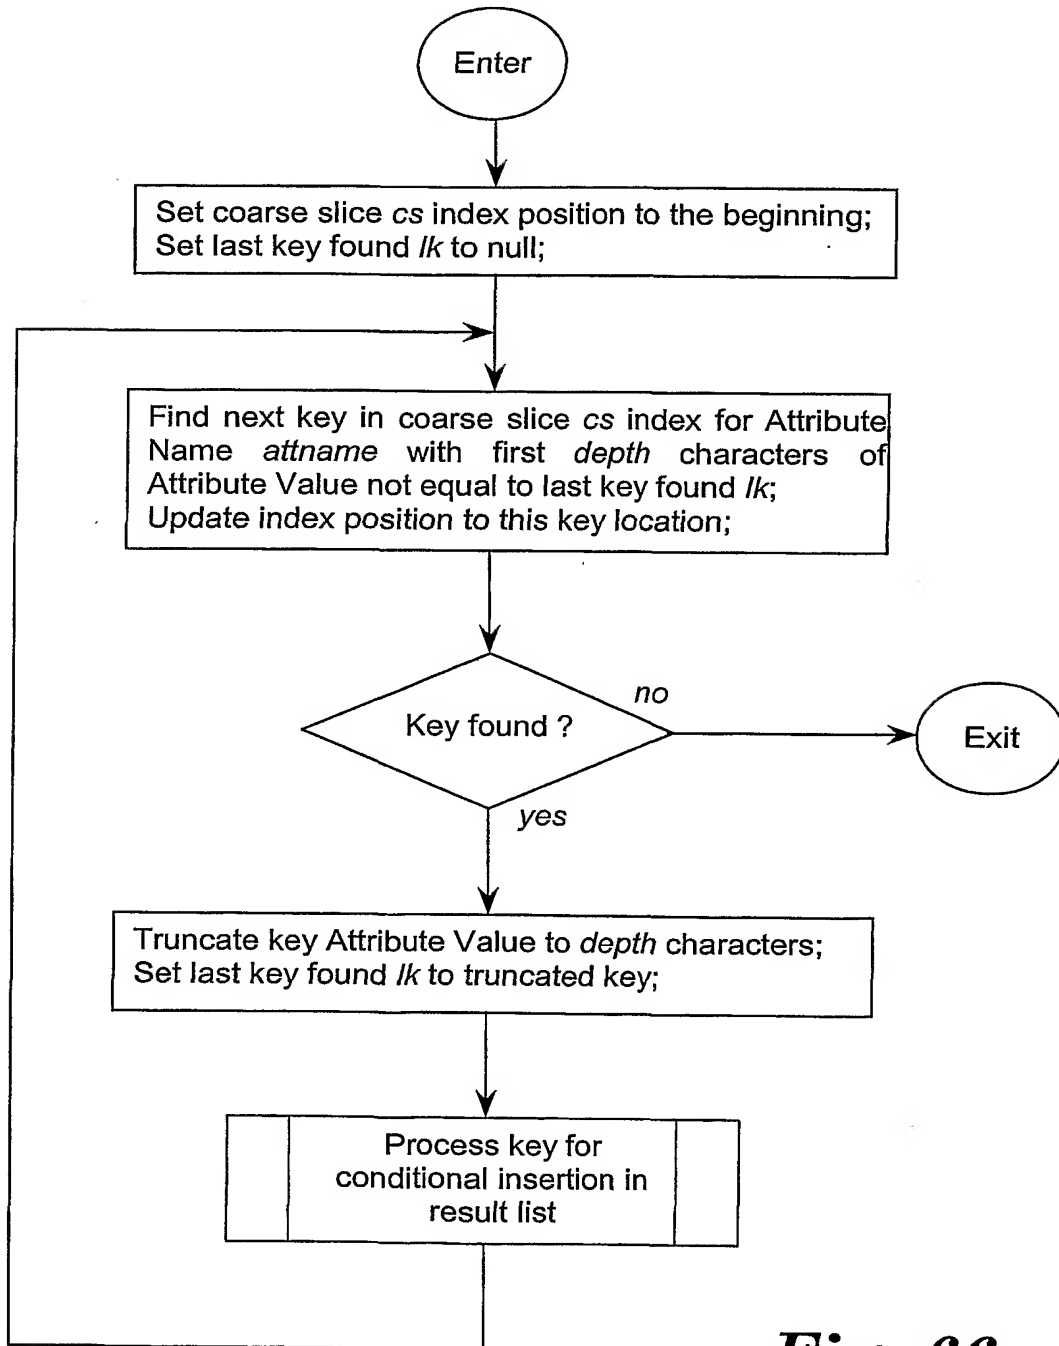 Enter
Set coarse slice cs index position to the beginning;
Set last key found lk to null;
Find next key in coarse slice cs index for Attribute
Name attname with first depth characters of
Attribute Value not equal to last key found lk;
Update index position to this key location;
no
Key found ?
Exit
yes
Truncate key Attribute Value to depth characters;
Set last key found lk to truncated key;
Process key for
conditional insertion in
result list